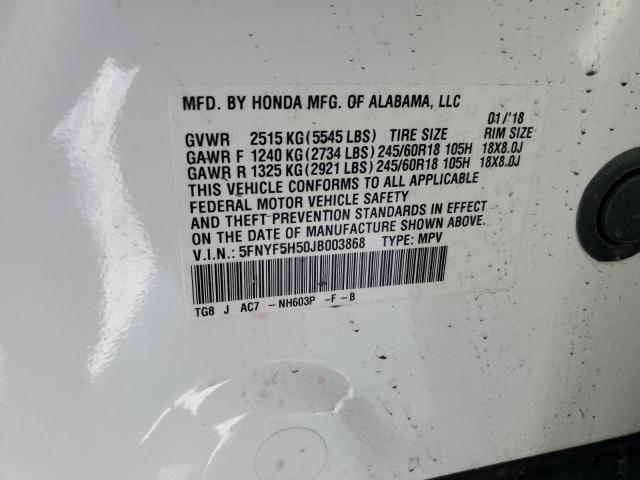 MFD. BY HONDA MFG. OF ALABAMA, LLC
01/'18
GVWR 2515 KG(5545 LBS) TIRE SIZE RIM SIZE
GAWR F 1240 KG(2734 LBS)245/60R18 105H 18X8.0J
GAWR R 1325 KG(2921 LBS)245/60R18 105H 18X8.0J
THIS VEHICLE CONFORMS TO ALL APPLICABLE
FEDERAL MOTOR VEHICLE SAFETY
AND THEFT PREVENTION STANDARDS IN EFFECT
ON THE DATE OF MANUFACTURE SHOWN ABOVE.
V.I.N.: 5FNYF5H50JB003868 TYPE: MPV
TG8 J AC7 -NH603P -F-B